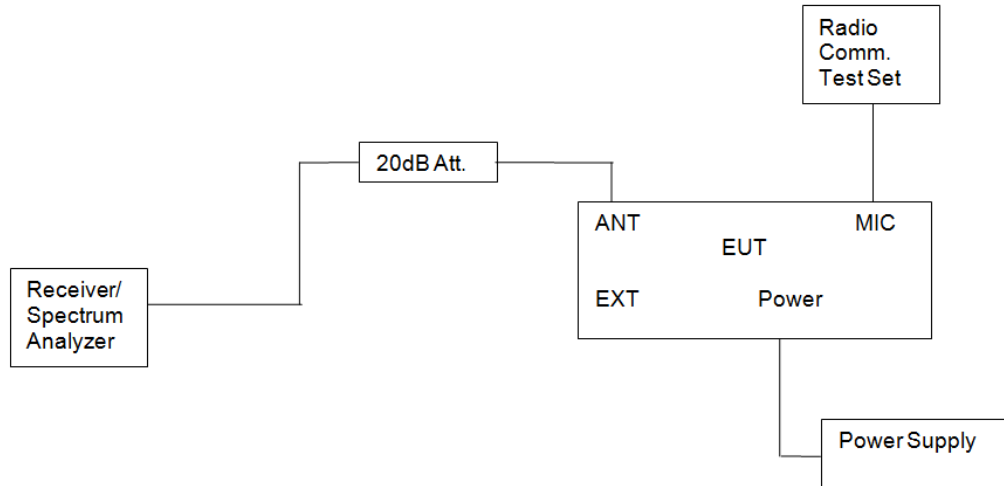 Radio
Comm.
Test Set
20dB Att.
ANT
MIC
EUT
EXT
Power
Receiver/
Spectrum
Analyzer
Power Supply